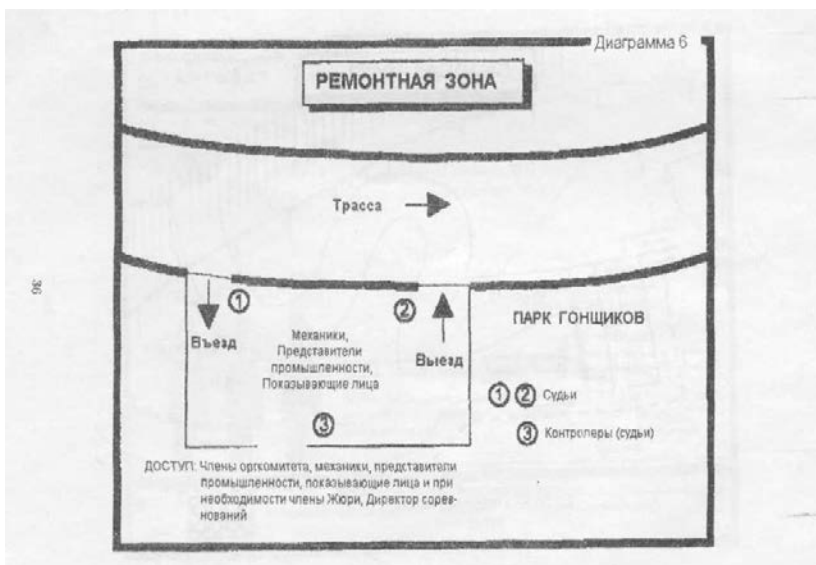 Диаграмма 6
РЕМОНТНАЯ ЗОНА
Трасса
36
1
2
Въезд
Механики,
Представители
промышленности,
Показывающие лица
Выезд
ПАРК ГОНЩИКОВ
1 2 Судьи
3
3 Контролеры (судьи)
ДОСТУП: Члены оргкомитета, механики, представители
промышленности, показывающие лица и при
необходимости члены Жюри, Директор сорев-
нований